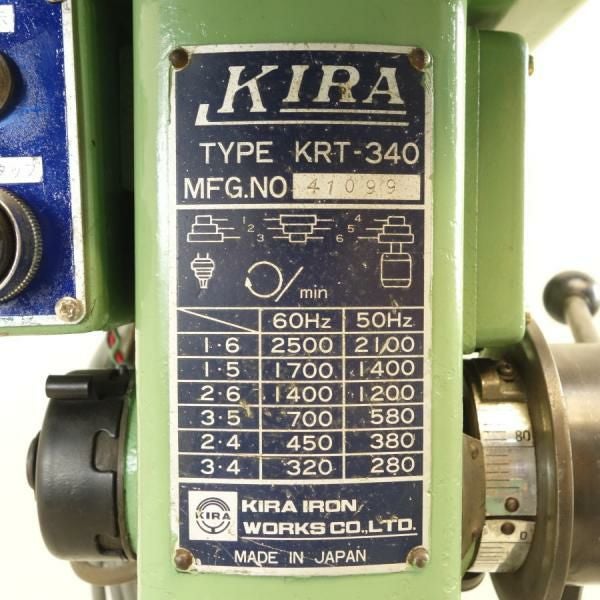 KIRA
TYPE KRT-340
MFG.NO 41099
1 4
2 5
3 6
/min
60Hz 50Hz
1·6 2500 2100
1·5 1700 1400
2·6 1400 1200
3·5 700 580
2·4 450 380
3·4 320 280
KIRA
KIRA IRON
WORKS CO.,LTD.
MADE IN JAPAN
80
0